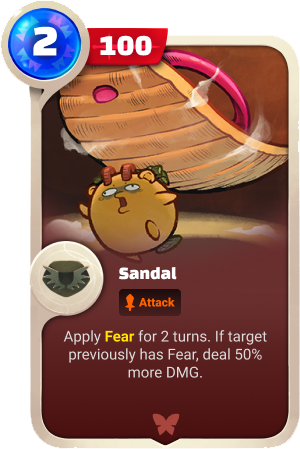 2
100
Sandal
Attack
Apply Fear for 2 turns. If target
previously has Fear, deal 50%
more DMG.